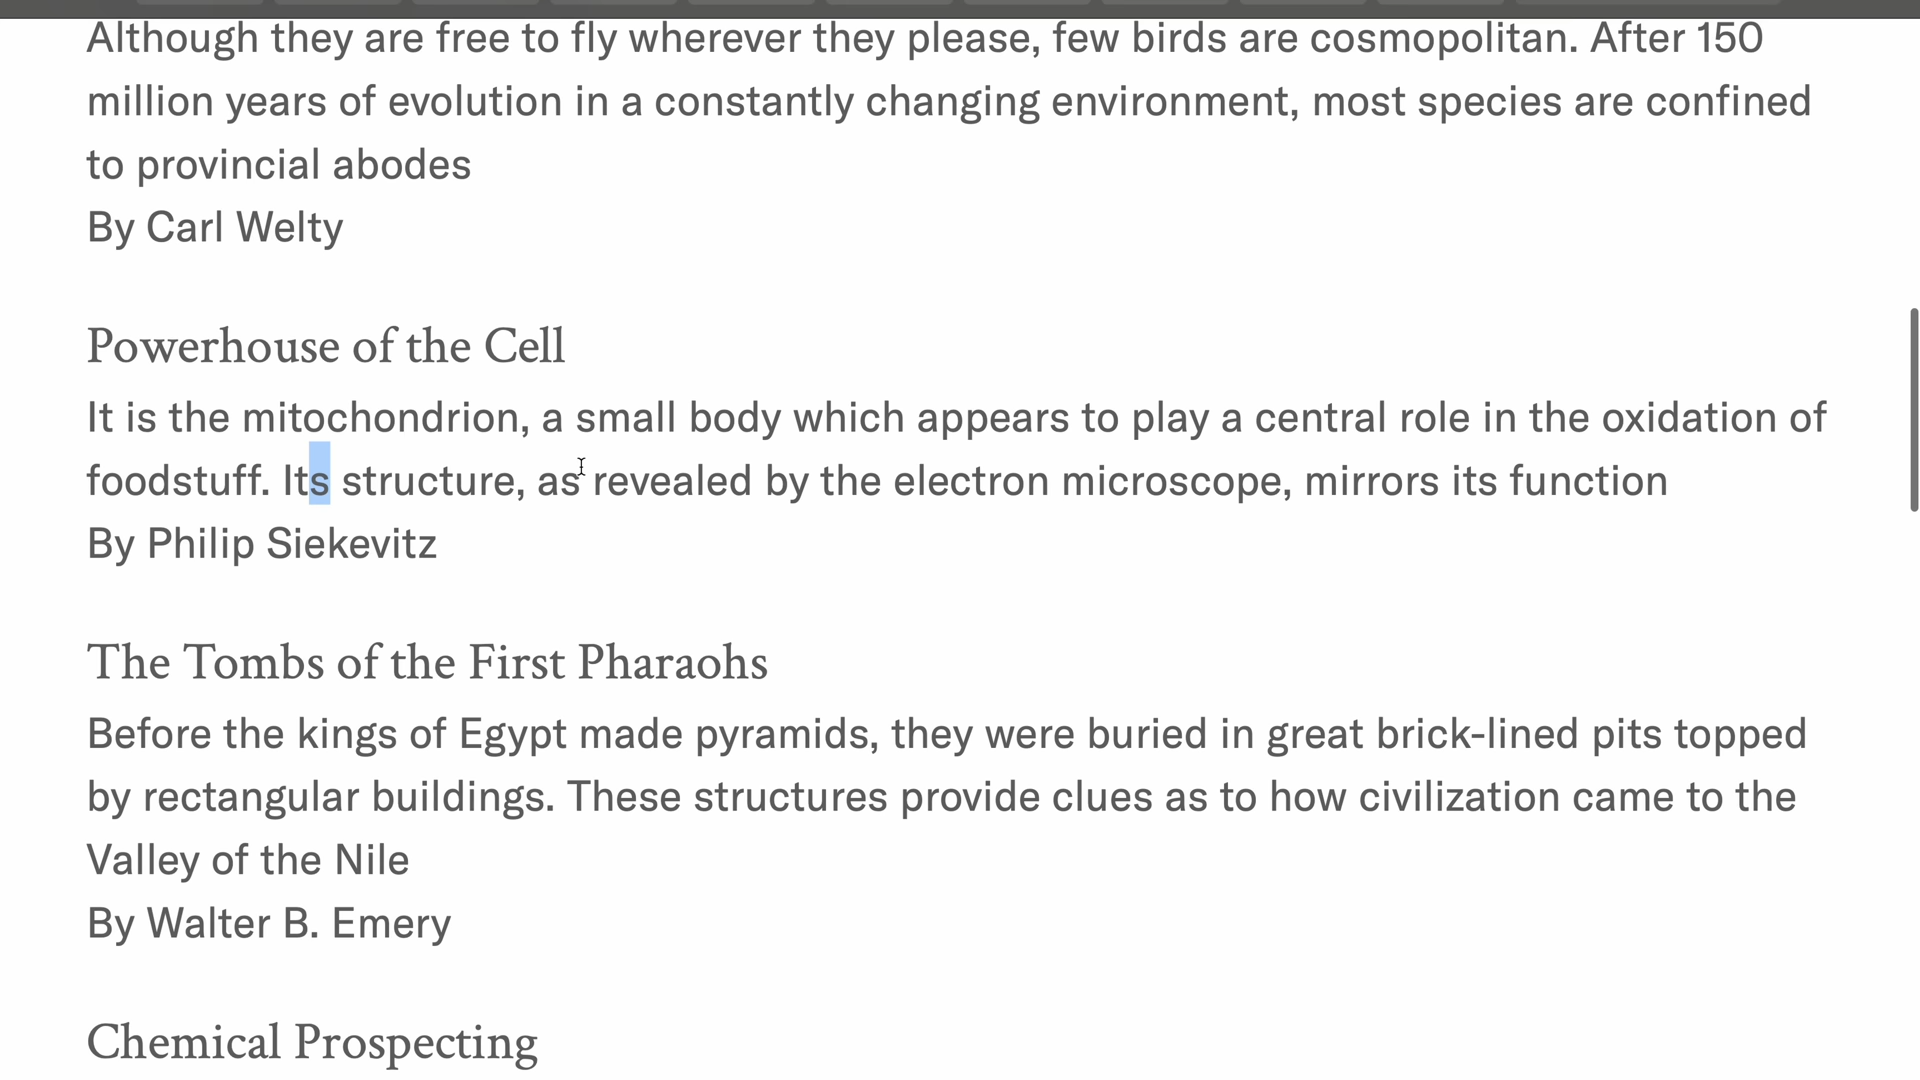 Although they are free to fly wherever they please, few birds are cosmopolitan. After 150
million years of evolution in a constantly changing environment, most species are confined
to provincial abodes
By Carl Welty
Powerhouse of the Cell
It is the mitochondrion, a small body which appears to play a central role in the oxidation of
foodstuff. Its structure, as revealed by the electron microscope, mirrors its function
By Philip Siekevitz
The Tombs of the First Pharaohs
Before the kings of Egypt made pyramids, they were buried in great brick-lined pits topped
by rectangular buildings. These structures provide clues as to how civilization came to the
Valley of the Nile
By Walter B. Emery
Chemical Prospecting